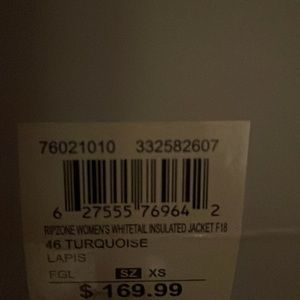 76021010 332582607
6 27555 76964 2
RIPZONE WOMEN'S WHITETAIL INSULATED JACKET F18
46 TURQUOISE
LAPIS
FGL SZ XS
$ 169.99